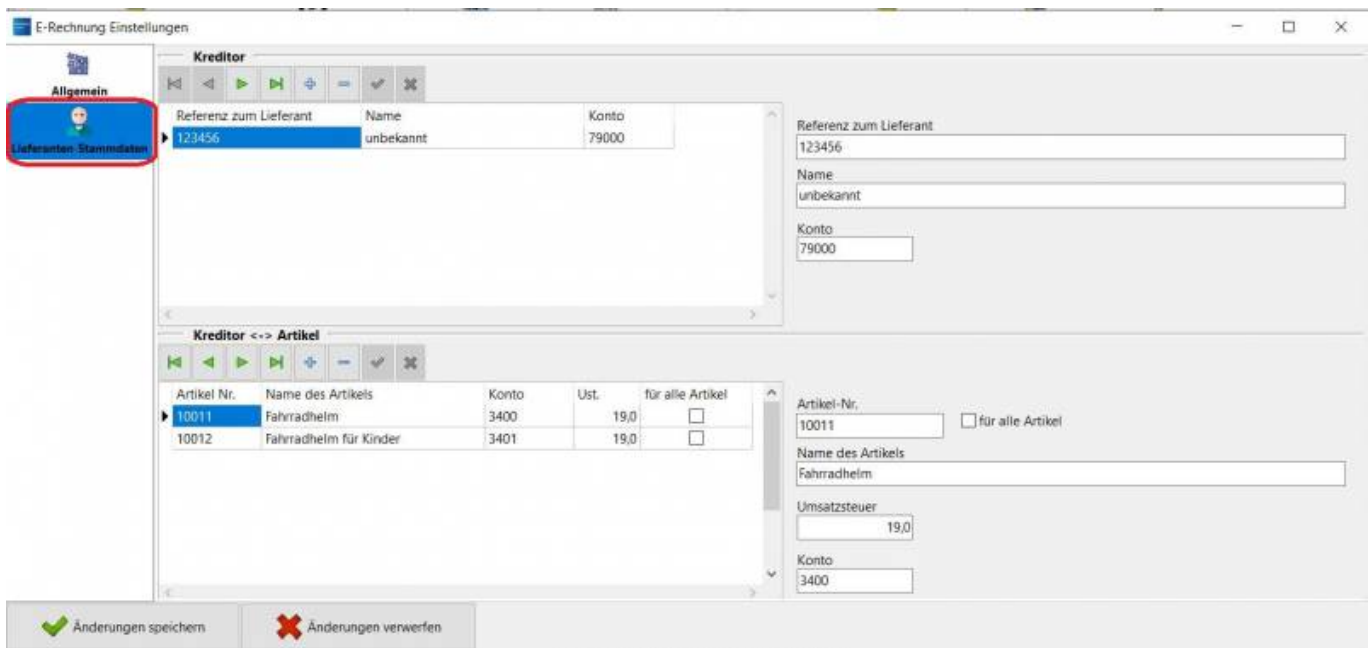 E-Rechnung Einstellungen
Allgemein
Lieferanten-Stammdaten
Kreditor
Referenz zum Lieferant Name Konto
123456 unbekannt 79000
Referenz zum Lieferant
123456
Name
unbekannt
Konto
79000
Kreditor <-> Artikel
Artikel Nr. Name des Artikels Konto Ust. für alle Artikel
10011 Fahrradhelm 3400 19,0
10012 Fahrradhelm für Kinder 3401 19,0
Artikel-Nr.
10011 für alle Artikel
Name des Artikels
Fahrradhelm
Umsatzsteuer
19,0
Konto
3400
Änderungen speichern Änderungen verwerfen